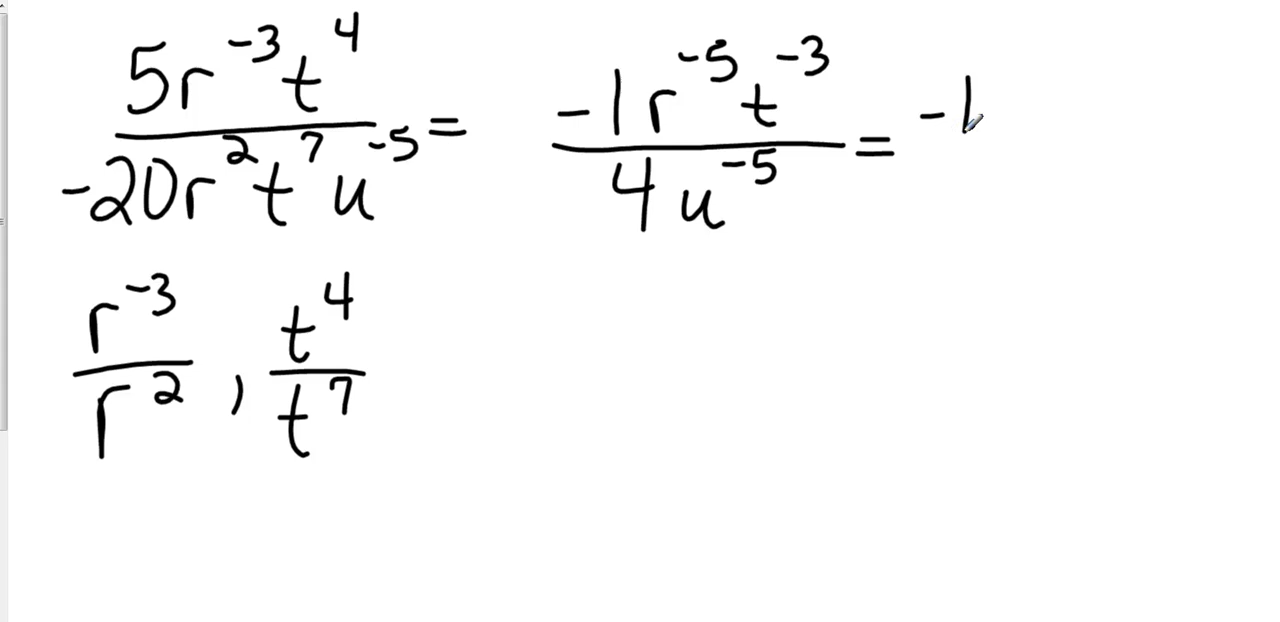 5r^{-3}t^{4} / -20r^{2}t^{7}u^{-5} = -1r^{-5}t^{-3} / 4u^{-5} = -1
r^{-3} / r^{2} , t^{4} / t^{7}